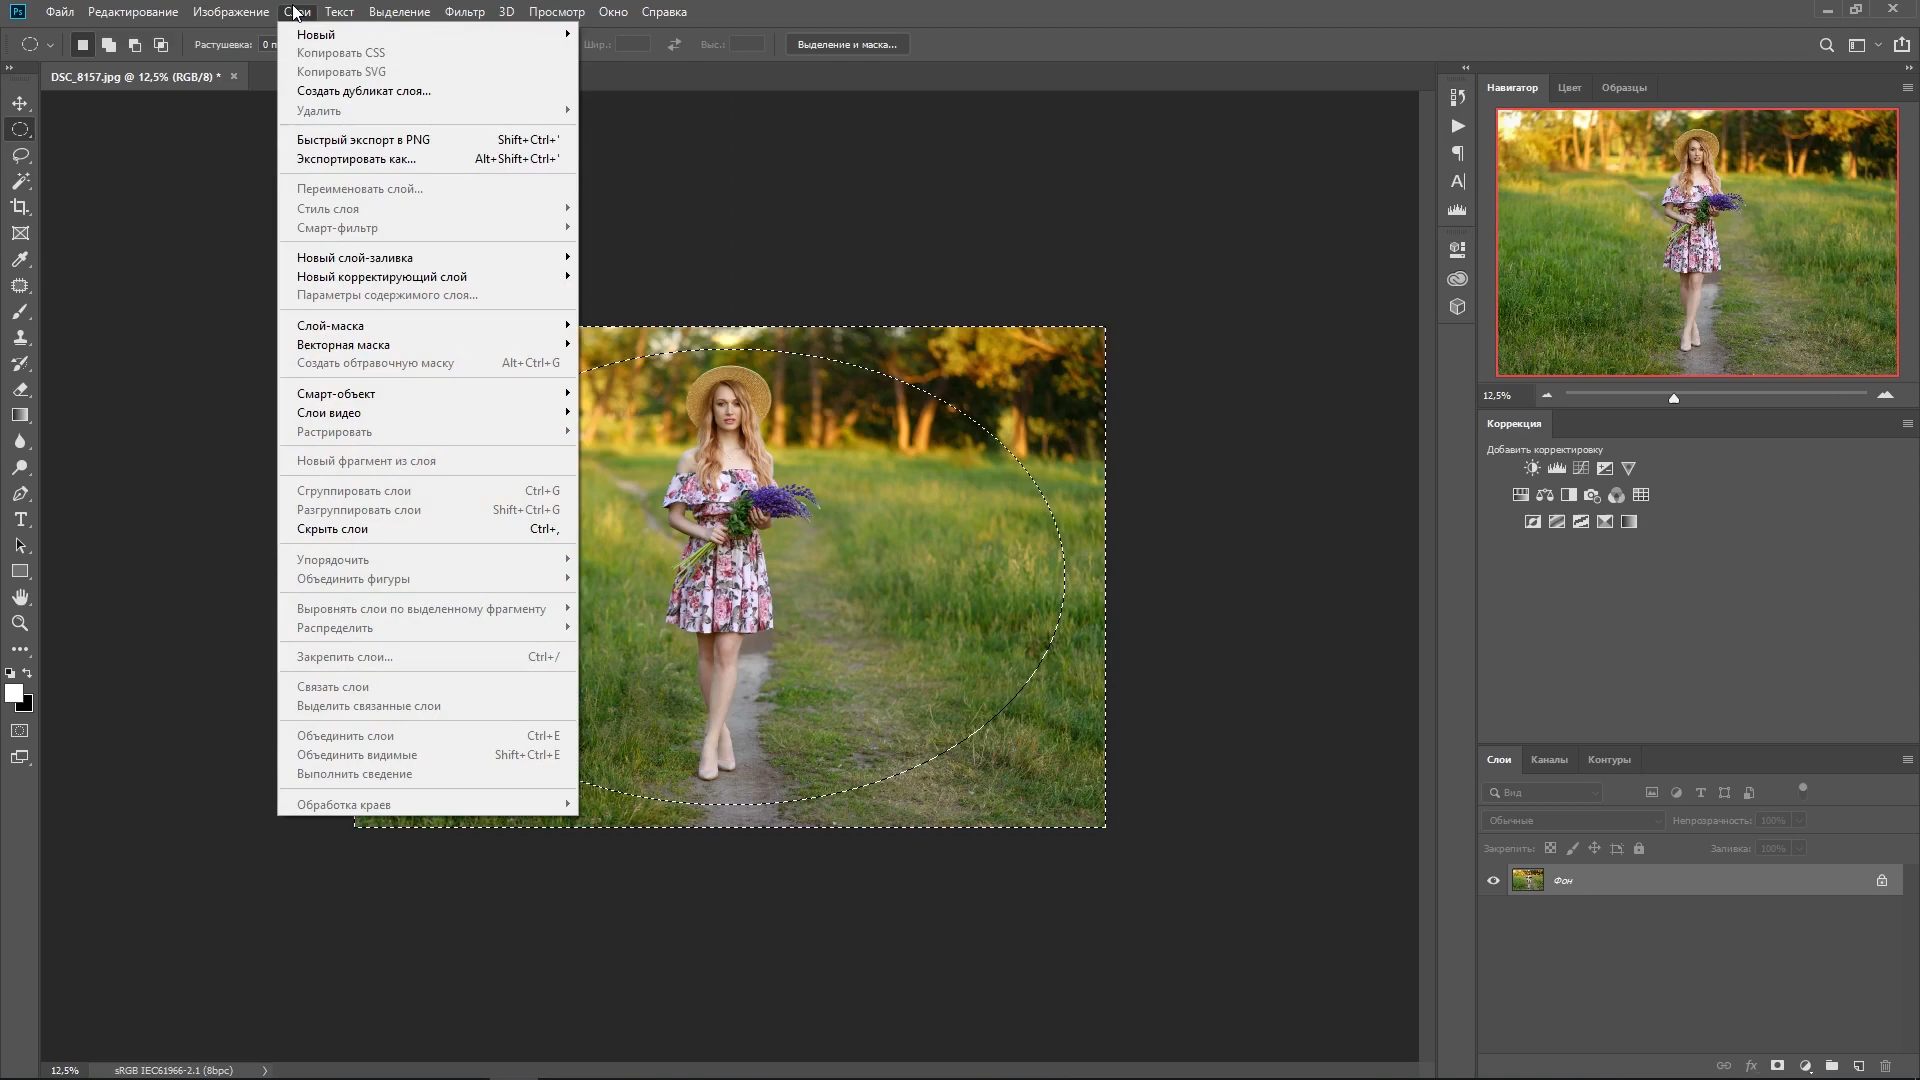 Ps Файл Редактирование Изображение Слои Текст Выделение Фильтр 3D Просмотр Окно Справка
Растушевка: 0 п Шир.: Выс.: Выделение и маска...
DSC_8157.jpg @ 12,5% (RGB/8) * ×
Новый
Копировать CSS
Копировать SVG
Создать дубликат слоя...
Удалить
Быстрый экспорт в PNG Shift+Ctrl+'
Экспортировать как... Alt+Shift+Ctrl+'
Переименовать слой...
Стиль слоя
Смарт-фильтр
Новый слой-заливка
Новый корректирующий слой
Параметры содержимого слоя...
Слой-маска
Векторная маска
Создать обтравочную маску Alt+Ctrl+G
Смарт-объект
Слои видео
Растрировать
Новый фрагмент из слоя
Сгруппировать слои Ctrl+G
Разгруппировать слои Shift+Ctrl+G
Скрыть слои Ctrl+,
Упорядочить
Объединить фигуры
Выровнять слои по выделенному фрагменту
Распределить
Закрепить слои... Ctrl+/
Связать слои
Выделить связанные слои
Объединить слои Ctrl+E
Объединить видимые Shift+Ctrl+E
Выполнить сведение
Обработка краев
Навигатор Цвет Образцы
12,5%
Коррекция
Добавить корректировку
Слои Каналы Контуры
Вид
Обычные Непрозрачность: 100%
Закрепить: Заливка: 100%
Фон
fx
12,5% sRGB IEC61966-2.1 (8bpc)